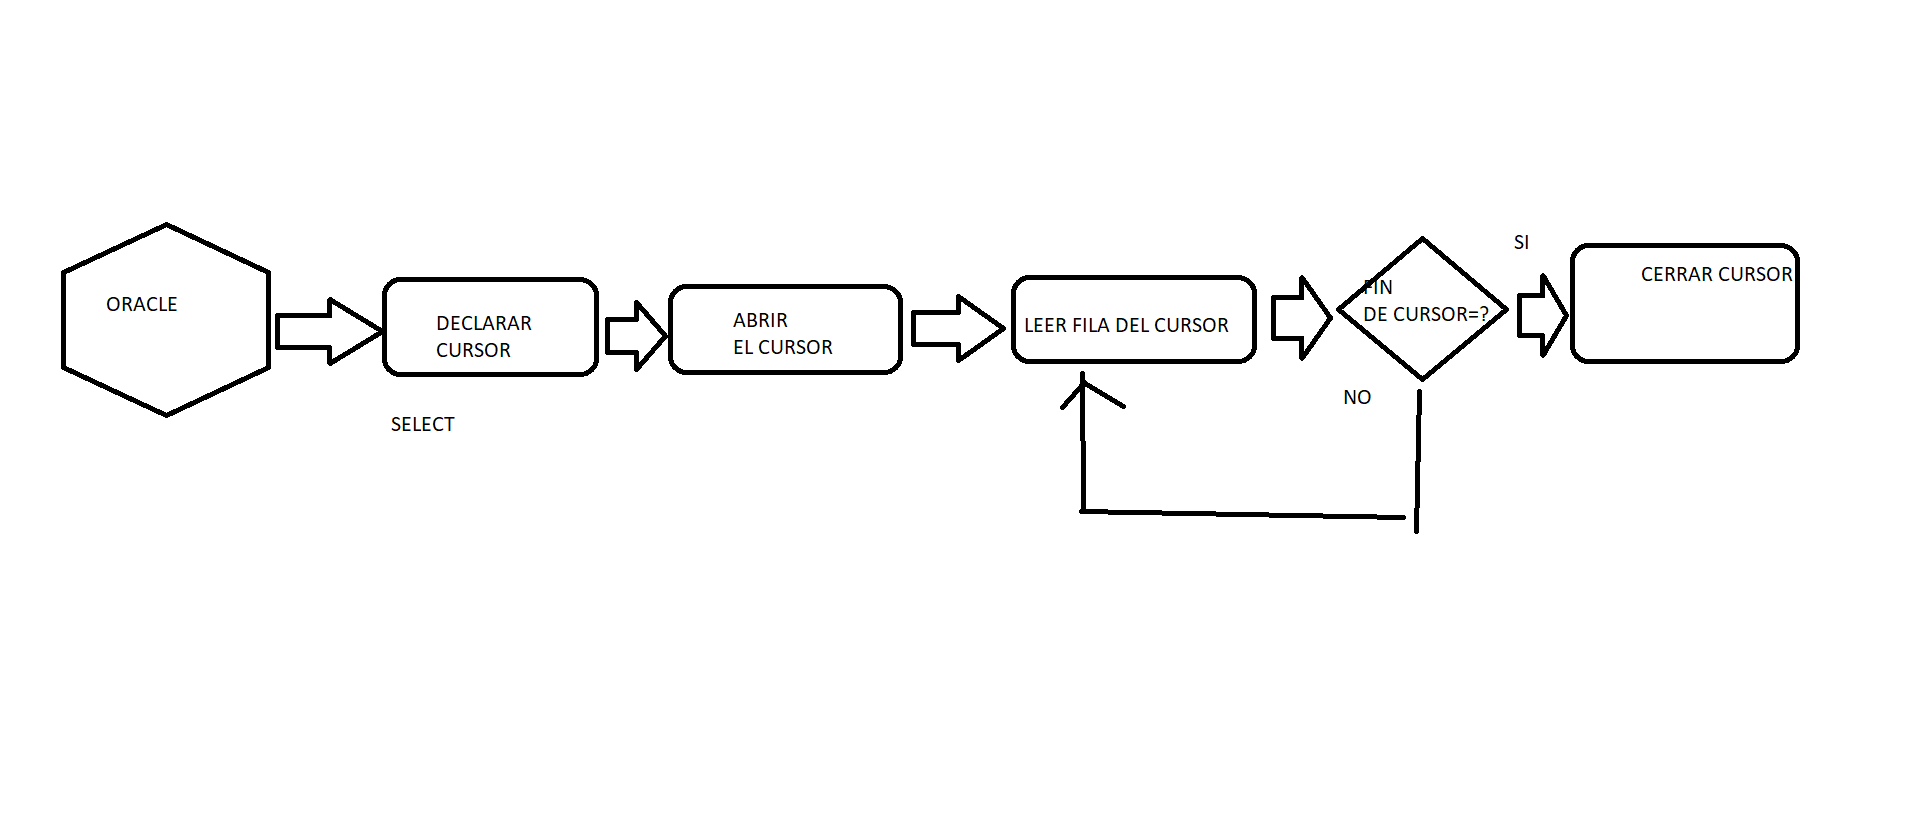 ORACLE
DECLARAR
CURSOR
SELECT
ABRIR
EL CURSOR
LEER FILA DEL CURSOR
FIN
DE CURSOR=?
SI
NO
CERRAR CURSOR